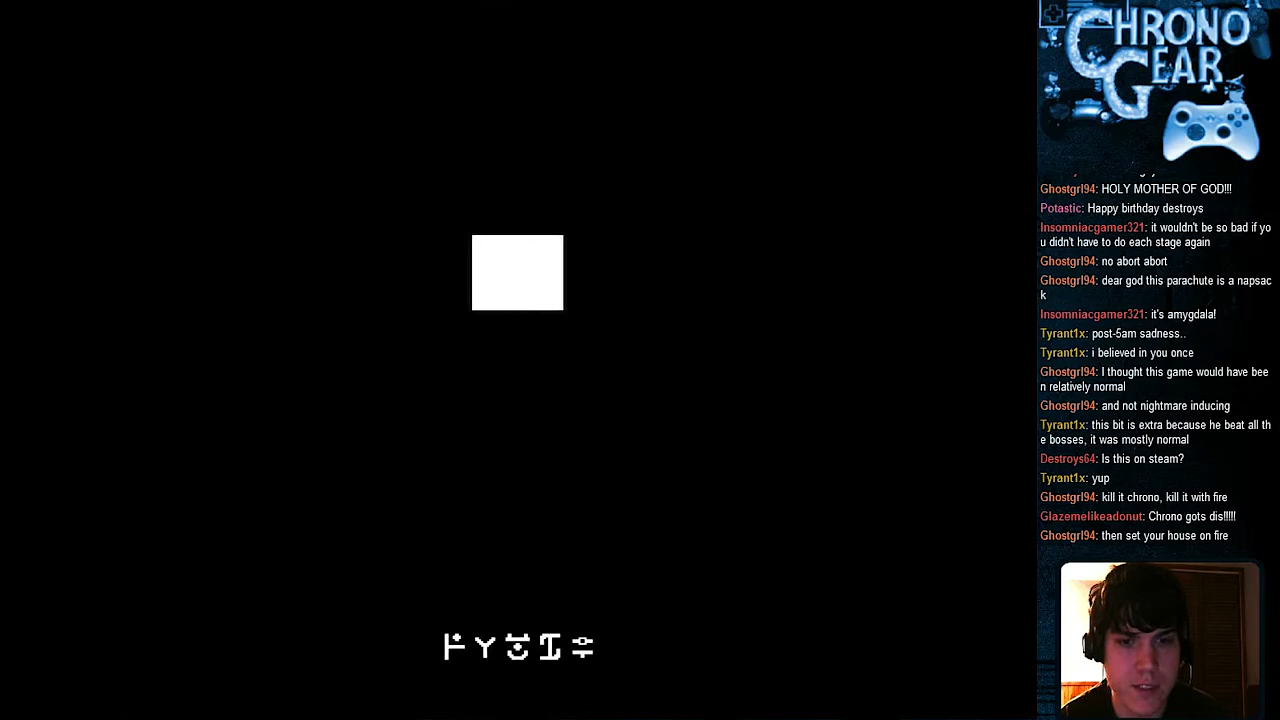 CHRONO
GEAR
Ghostgrl94: HOLY MOTHER OF GOD!!!
Potastic: Happy birthday destroys
Insomniacgamer321: it wouldn't be so bad if yo
u didn't have to do each stage again
Ghostgrl94: no abort abort
Ghostgrl94: dear god this parachute is a napsac
k
Insomniacgamer321: it's amygdala!
Tyrant1x: post-5am sadness..
Tyrant1x: i believed in you once
Ghostgrl94: I thought this game would have bee
n relatively normal
Ghostgrl94: and not nightmare inducing
Tyrant1x: this bit is extra because he beat all th
e bosses, it was mostly normal
Destroys64: Is this on steam?
Tyrant1x: yup
Ghostgrl94: kill it chrono, kill it with fire
Glazemelikeadonut: Chrono gots dis!!!!!
Ghostgrl94: then set your house on fire